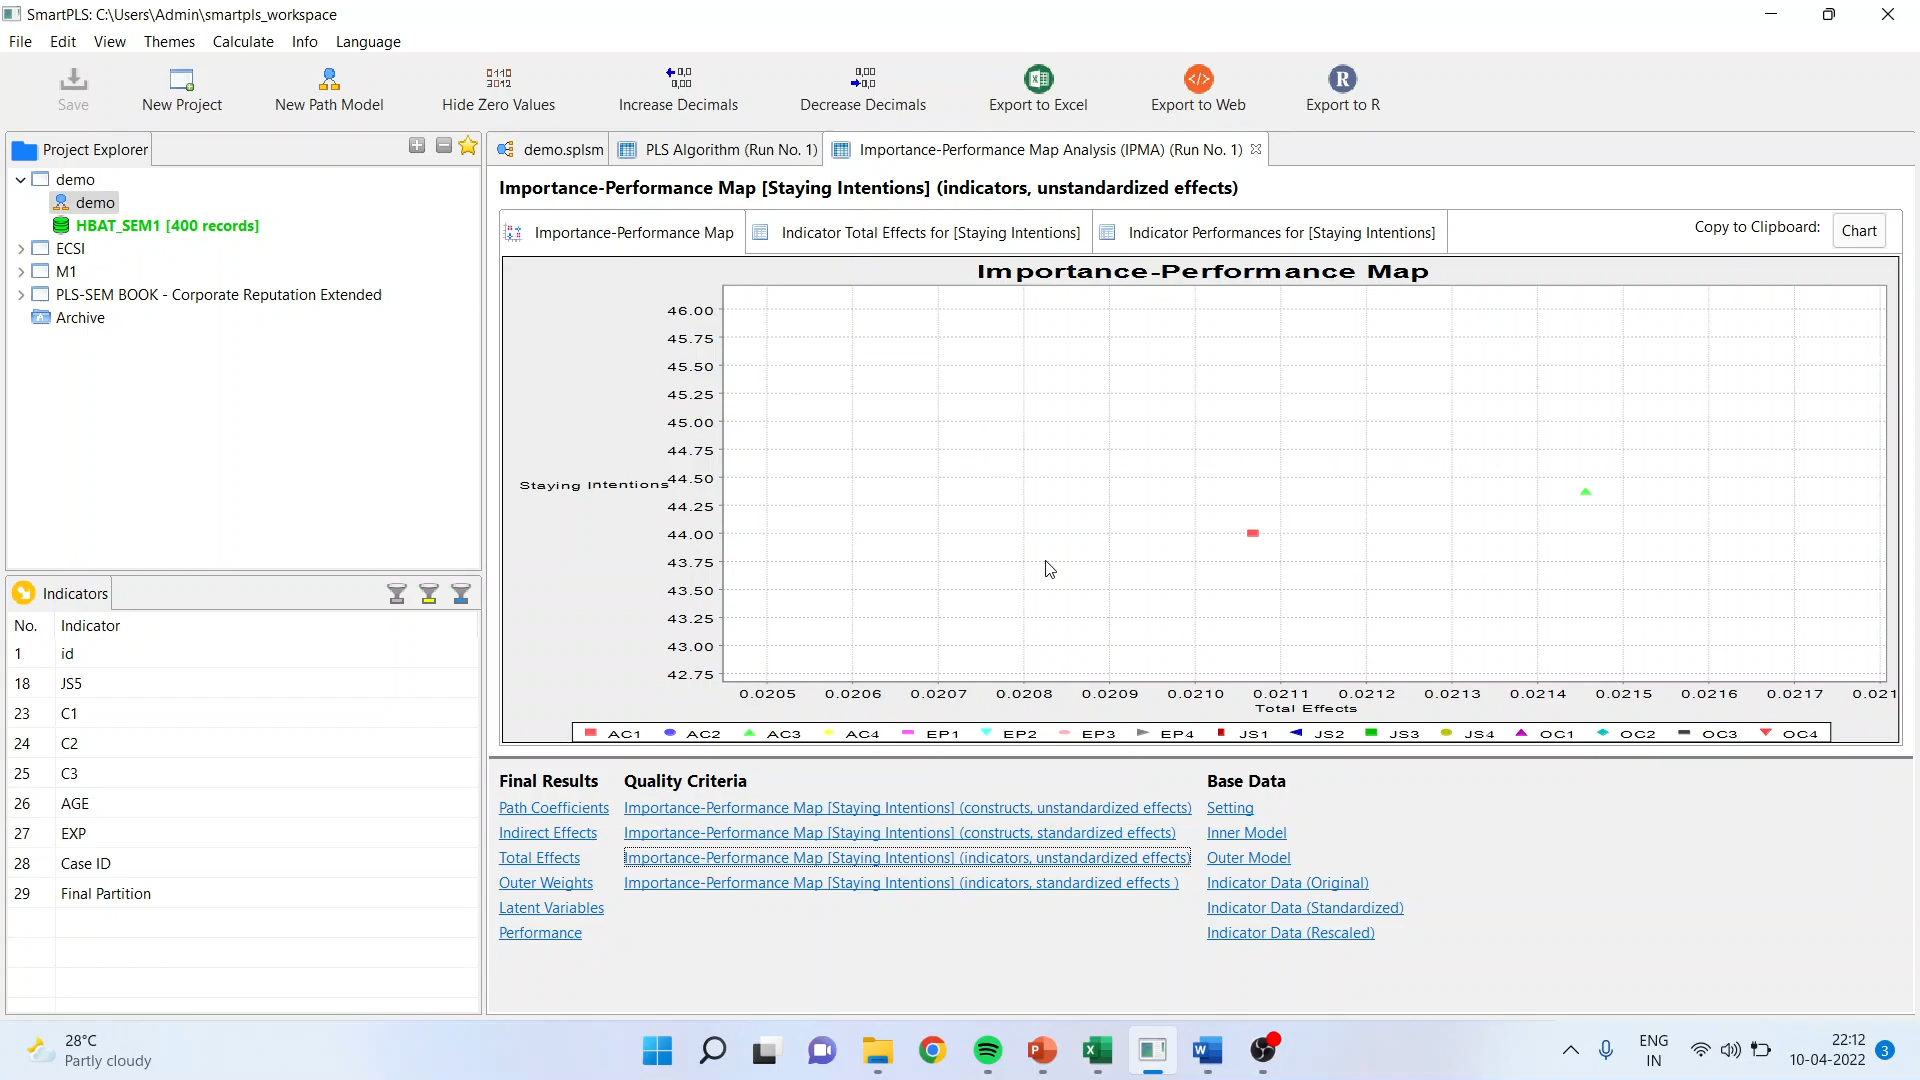 SmartPLS: C:\Users\Admin\smartpls_workspace
File Edit View Themes Calculate Info Language
Save New Project New Path Model Hide Zero Values Increase Decimals Decrease Decimals Export to Excel Export to Web Export to R
Project Explorer
demo
demo
HBAT_SEM1 [400 records]
ECSI
M1
PLS-SEM BOOK - Corporate Reputation Extended
Archive
Indicators
No. Indicator
1 id
18 JS5
23 C1
24 C2
25 C3
26 AGE
27 EXP
28 Case ID
29 Final Partition
demo.splsm PLS Algorithm (Run No. 1) Importance-Performance Map Analysis (IPMA) (Run No. 1)
Importance-Performance Map [Staying Intentions] (indicators, unstandardized effects)
Importance-Performance Map Indicator Total Effects for [Staying Intentions] Indicator Performances for [Staying Intentions] Copy to Clipboard: Chart
Importance-Performance Map
46.00
45.75
45.50
45.25
45.00
44.75
44.50
Staying Intentions
44.25
44.00
43.75
43.50
43.25
43.00
42.75
0.0205 0.0206 0.0207 0.0208 0.0209 0.0210 0.0211 0.0212 0.0213 0.0214 0.0215 0.0216 0.0217 0.021
Total Effects
AC1 AC2 AC3 AC4 EP1 EP2 EP3 EP4 JS1 JS2 JS3 JS4 OC1 OC2 OC3 OC4
Final Results
Path Coefficients
Indirect Effects
Total Effects
Outer Weights
Latent Variables
Performance
Quality Criteria
Importance-Performance Map [Staying Intentions] (constructs, unstandardized effects)
Importance-Performance Map [Staying Intentions] (constructs, standardized effects)
Importance-Performance Map [Staying Intentions] (indicators, unstandardized effects)
Importance-Performance Map [Staying Intentions] (indicators, standardized effects )
Base Data
Setting
Inner Model
Outer Model
Indicator Data (Original)
Indicator Data (Standardized)
Indicator Data (Rescaled)
28°C
Partly cloudy
ENG
IN
22:12
10-04-2022
3